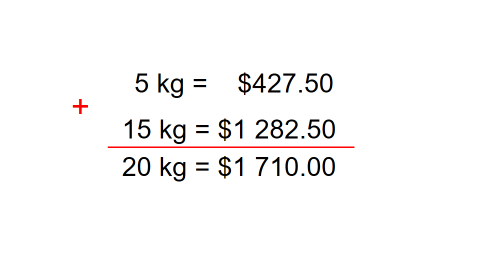 5 kg = $427.50
+
15 kg = $1 282.50
20 kg = $1 710.00